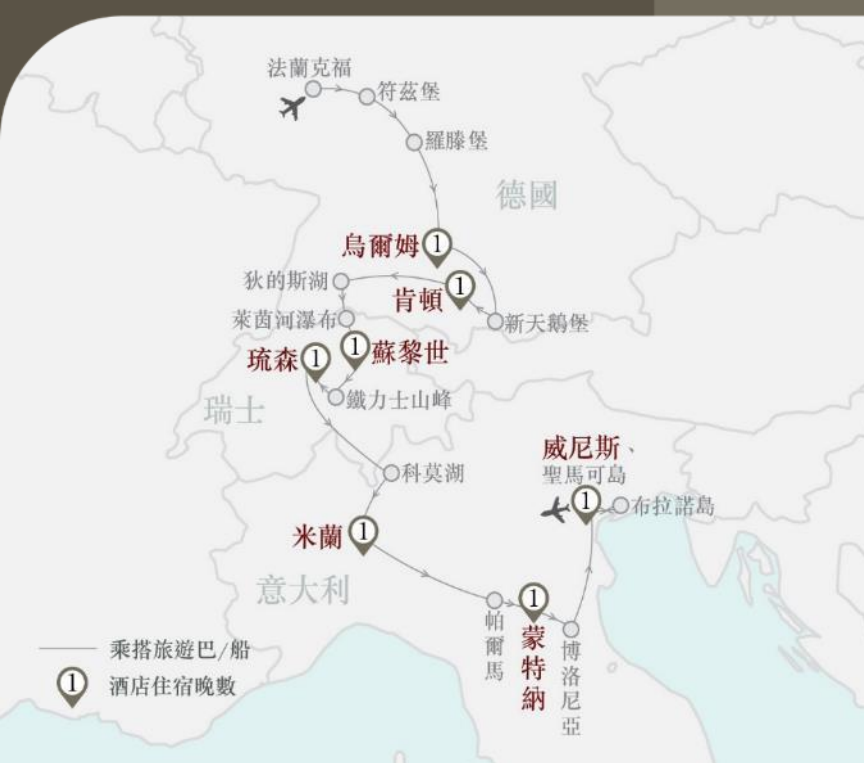 法蘭克福
符茲堡
羅滕堡
德國
烏爾姆 1
狄的斯湖
肯頓 1
新天鵝堡
萊茵河瀑布
琉森 1
1 蘇黎世
鐵力士山峰
瑞士
威尼斯、
聖馬可島
1
布拉諾島
科莫湖
米蘭 1
意大利
帕爾馬
1
蒙特納
博洛尼亞
乘搭旅遊巴/船
1 酒店住宿晚數